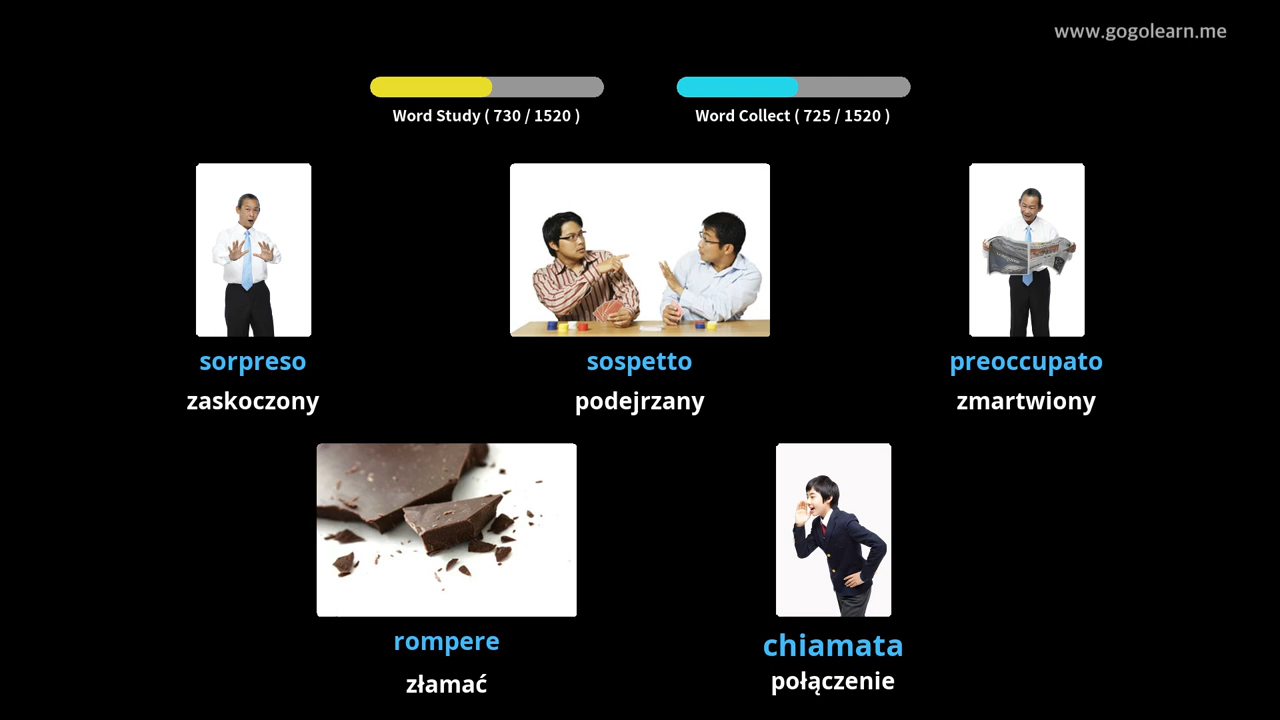 www.gogolearn.me
Word Study ( 730 / 1520 )
Word Collect ( 725 / 1520 )
sorpreso
sospetto
preoccupato
zaskoczony
podejrzany
zmartwiony
rompere
chiamata
złamać
połączenie